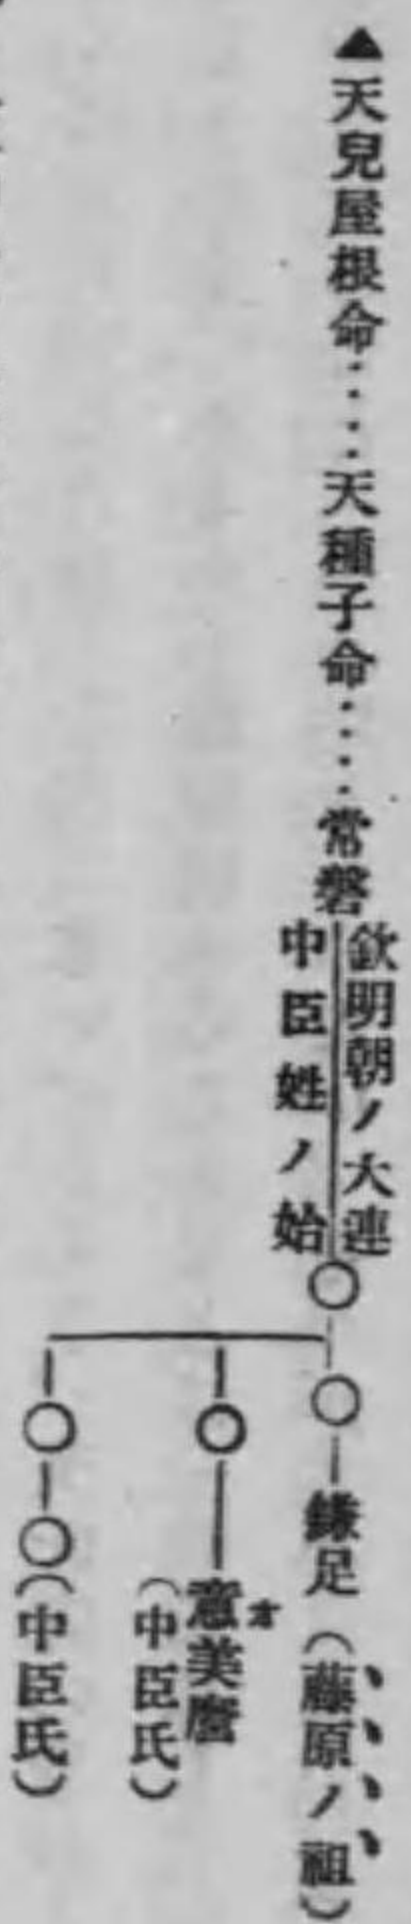 ▲天兒屋根命‥‥天種子命‥‥常磐
欽明朝ノ大連
中臣姓ノ始
鎌足(藤原ノ祖)
オ
意美麿
(中臣氏)
(中臣氏)